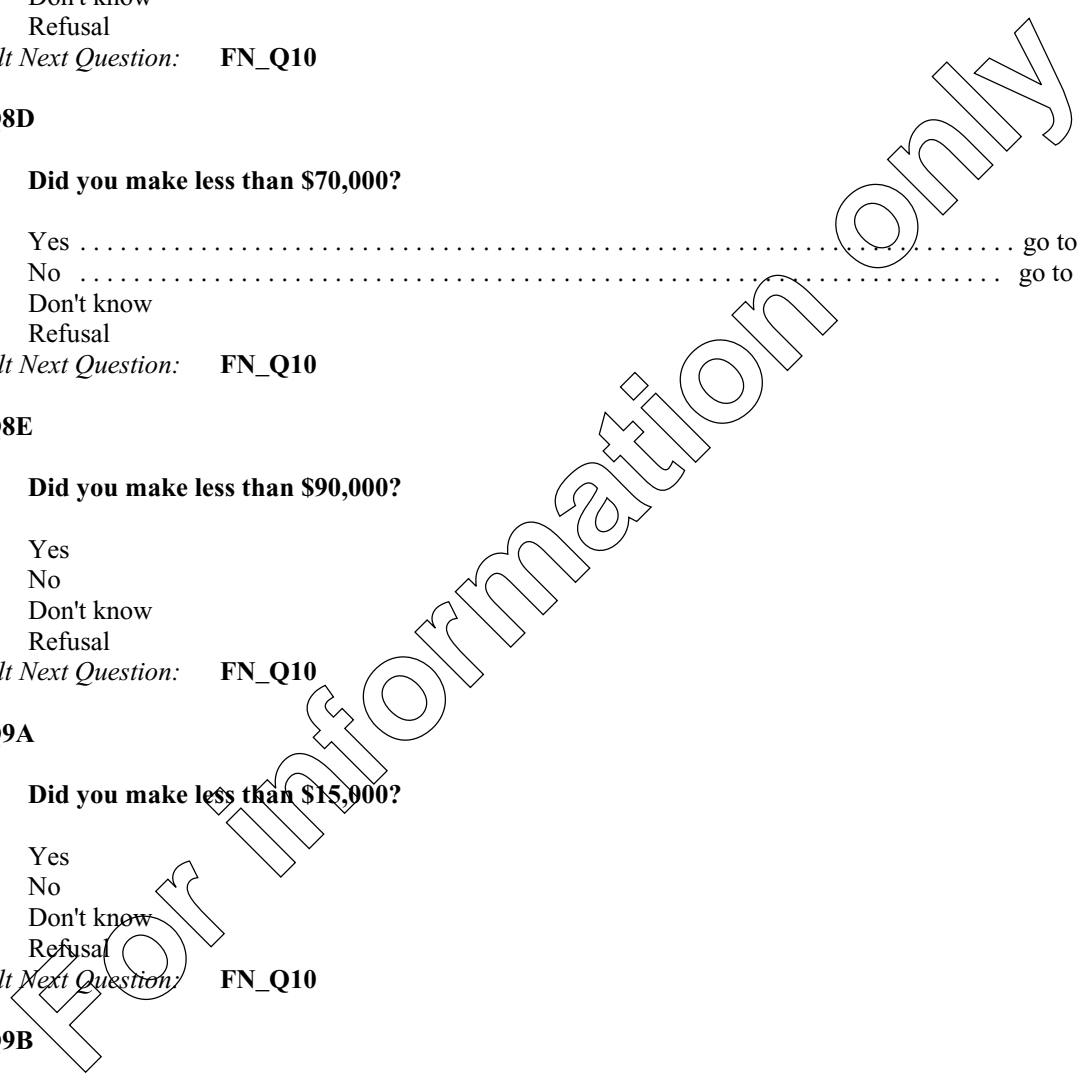 Don't know
Refusal
lt Next Question: FN_Q10
8D
Did you make less than $70,000?
Yes . . . . . . . . . . . . . . . . . . . . . . . . . . . . . . . . . . . . . . . . . . . . . . . . . . . . . . . . . . . . . . . . . . . . . . go to
No . . . . . . . . . . . . . . . . . . . . . . . . . . . . . . . . . . . . . . . . . . . . . . . . . . . . . . . . . . . . . . . . . . . . . go to
Don't know
Refusal
lt Next Question: FN_Q10
8E
Did you make less than $90,000?
Yes
No
Don't know
Refusal
lt Next Question: FN_Q10
9A
Did you make less than $15,000?
Yes
No
Don't know
Refusal
lt Next Question: FN_Q10
9B
For information only